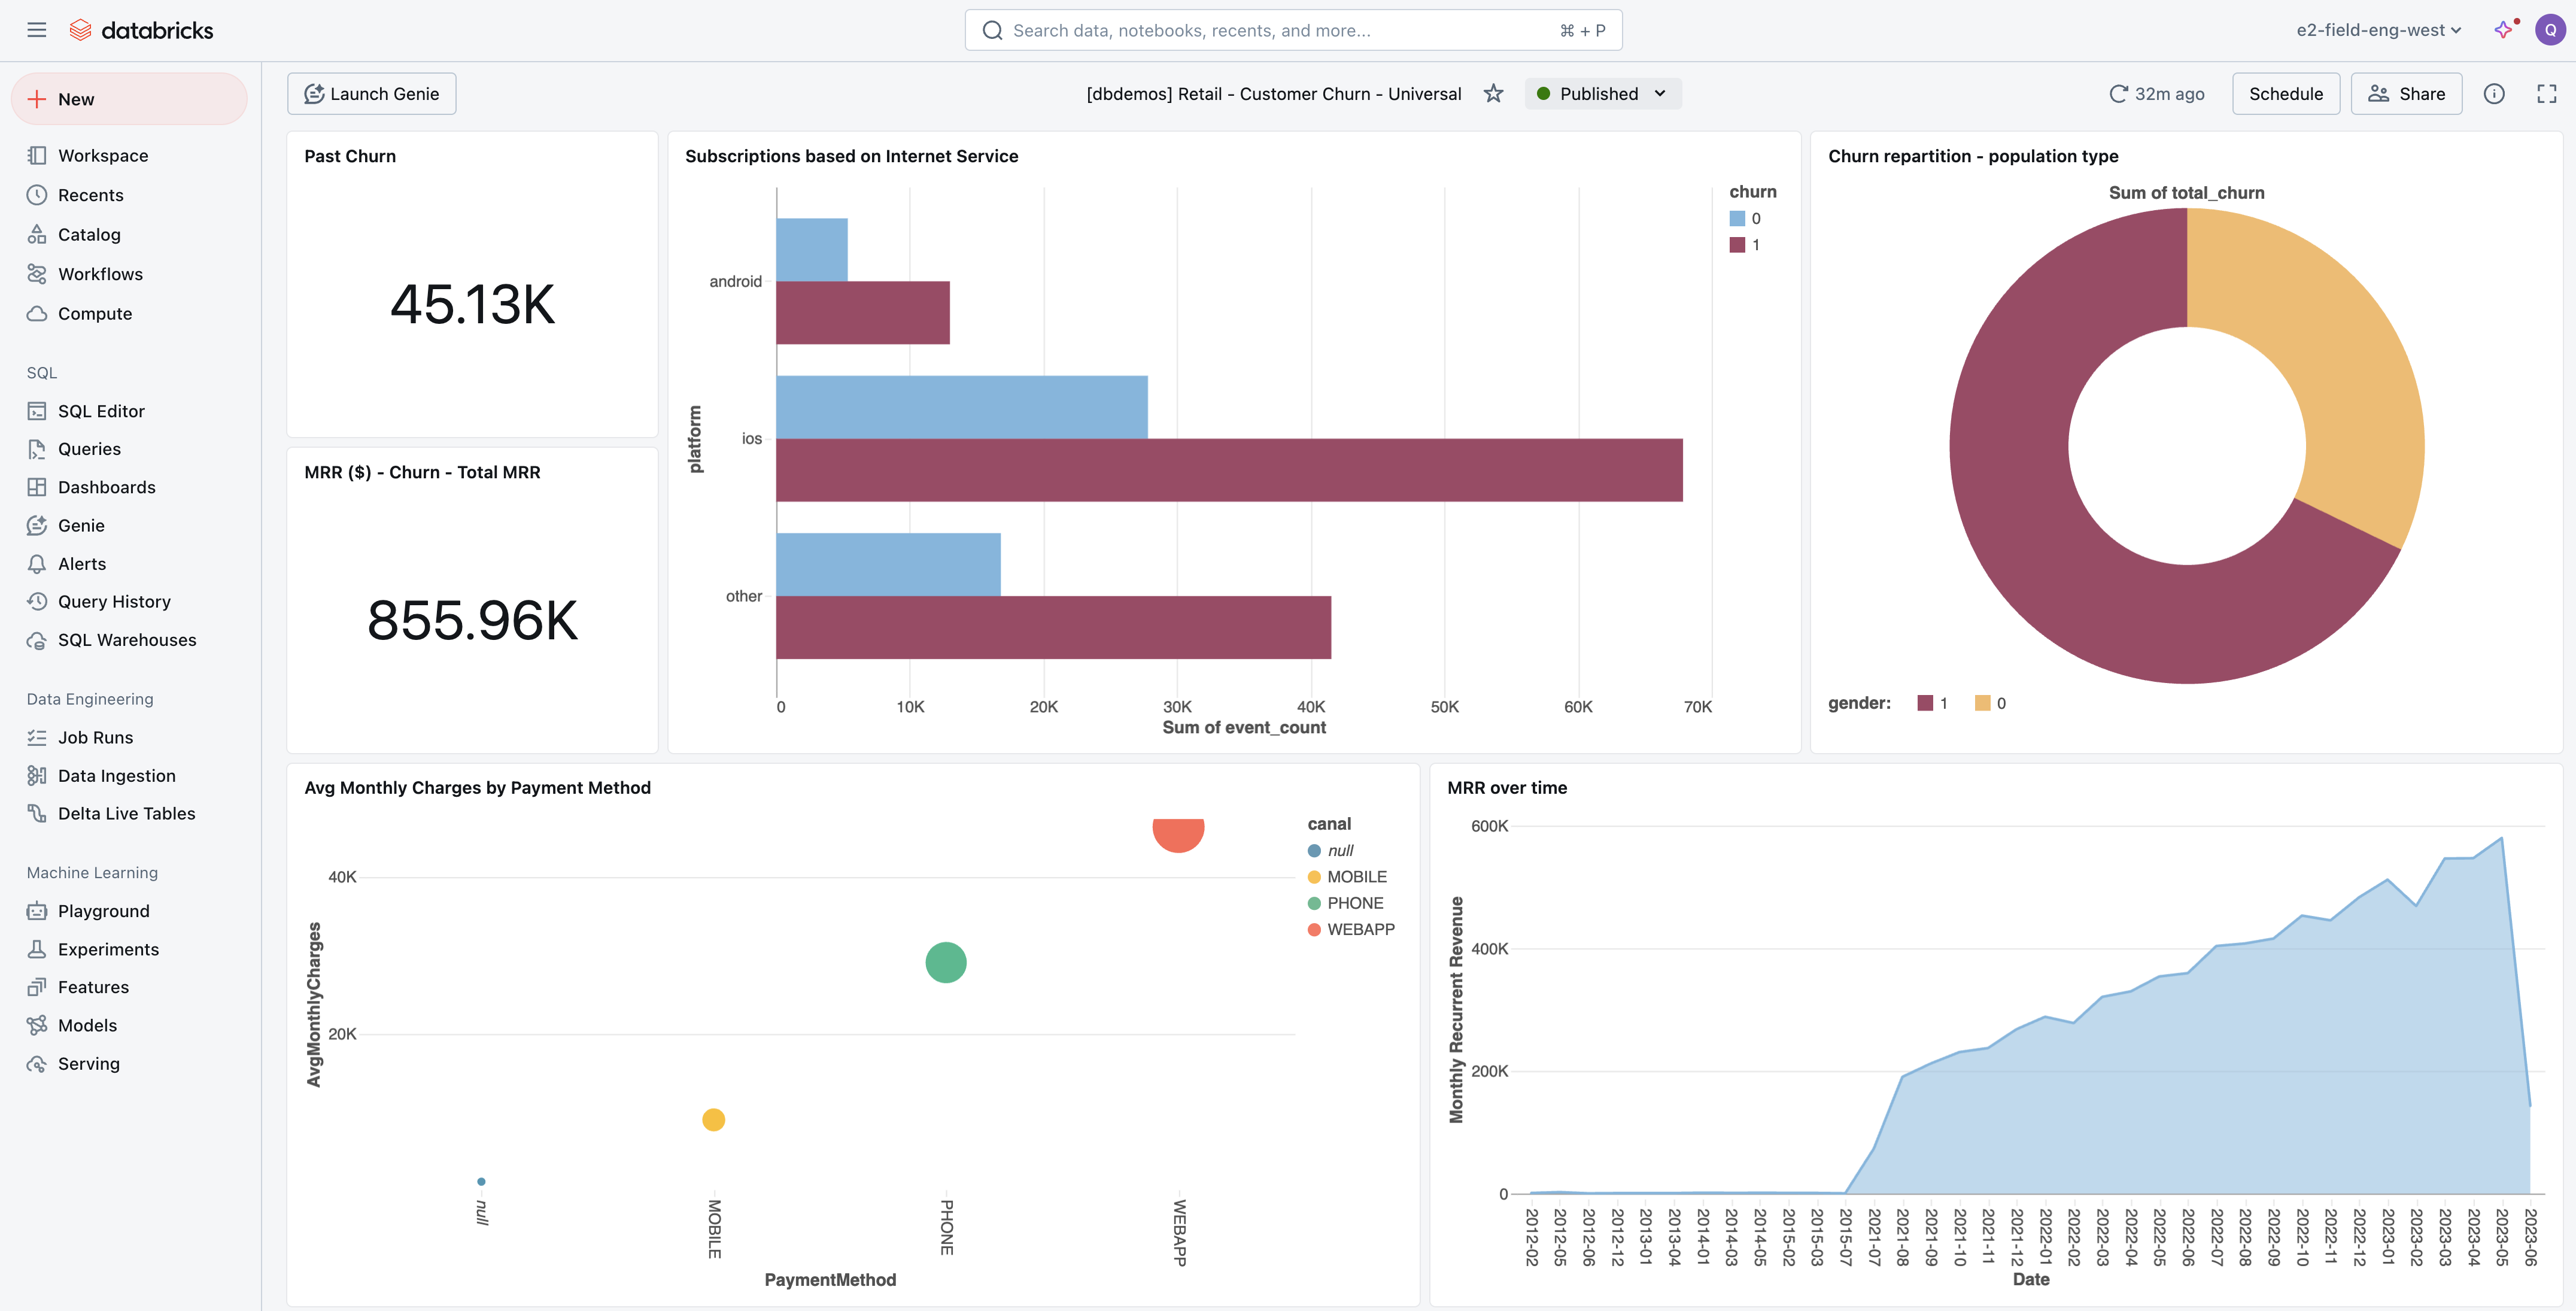 databricks
Search data, notebooks, recents, and more...
⌘ + P
e2-field-eng-west
Q
New
Workspace
Recents
Catalog
Workflows
Compute
SQL
SQL Editor
Queries
Dashboards
Genie
Alerts
Query History
SQL Warehouses
Data Engineering
Job Runs
Data Ingestion
Delta Live Tables
Machine Learning
Playground
Experiments
Features
Models
Serving
Launch Genie
[dbdemos] Retail - Customer Churn - Universal
Published
32m ago
Schedule
Share
Past Churn
45.13K
MRR ($) - Churn - Total MRR
855.96K
Subscriptions based on Internet Service
churn
0
1
platform
android
ios
other
0 10K 20K 30K 40K 50K 60K 70K
Sum of event_count
Churn repartition - population type
Sum of total_churn
gender: 1 0
Avg Monthly Charges by Payment Method
canal
null
MOBILE
PHONE
WEBAPP
AvgMonthlyCharges
40K
20K
null MOBILE PHONE WEBAPP
PaymentMethod
MRR over time
Monthly Recurrent Revenue
600K
400K
200K
0
2012-02 2012-05 2012-06 2012-12 2013-01 2013-04 2014-01 2014-03 2014-05 2015-02 2015-03 2015-07 2021-07 2021-08 2021-09 2021-10 2021-11 2021-12 2022-01 2022-02 2022-03 2022-04 2022-05 2022-06 2022-07 2022-08 2022-09 2022-10 2022-11 2022-12 2023-01 2023-02 2023-03 2023-04 2023-05 2023-06
Date